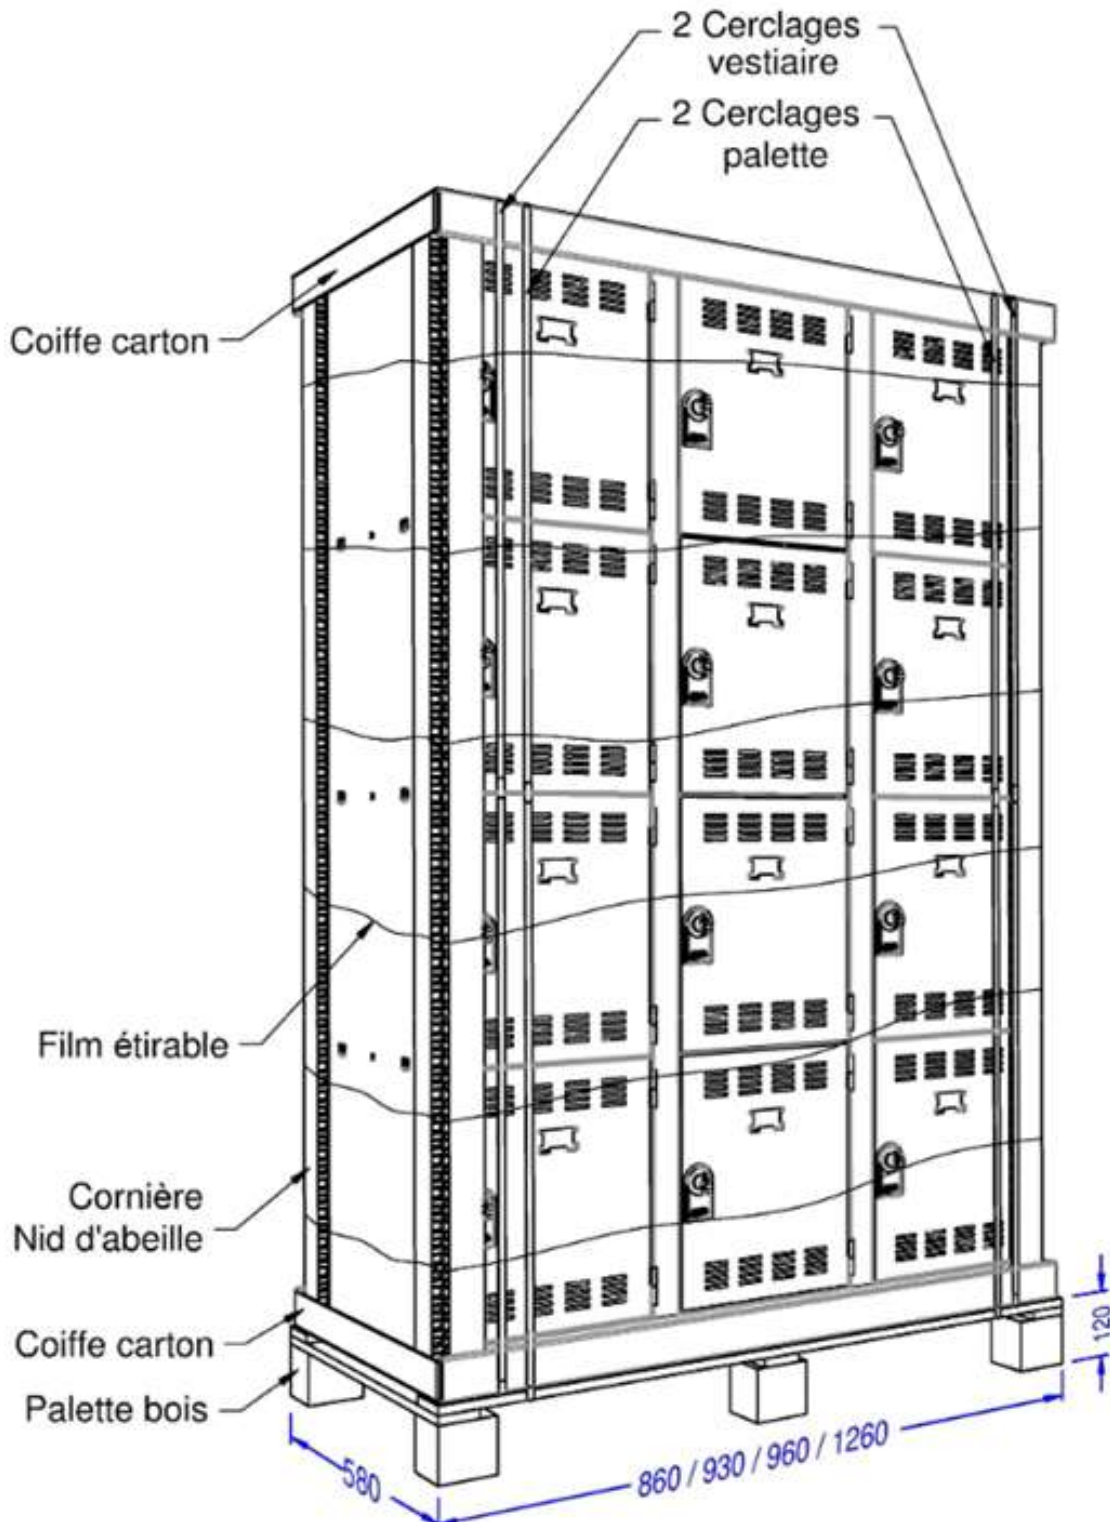 2 Cerclages
vestiaire
2 Cerclages
palette
Coiffe carton
Film étirable
Cornière
Nid d'abeille
Coiffe carton
Palette bois
120
580
860 / 930 / 960 / 1260